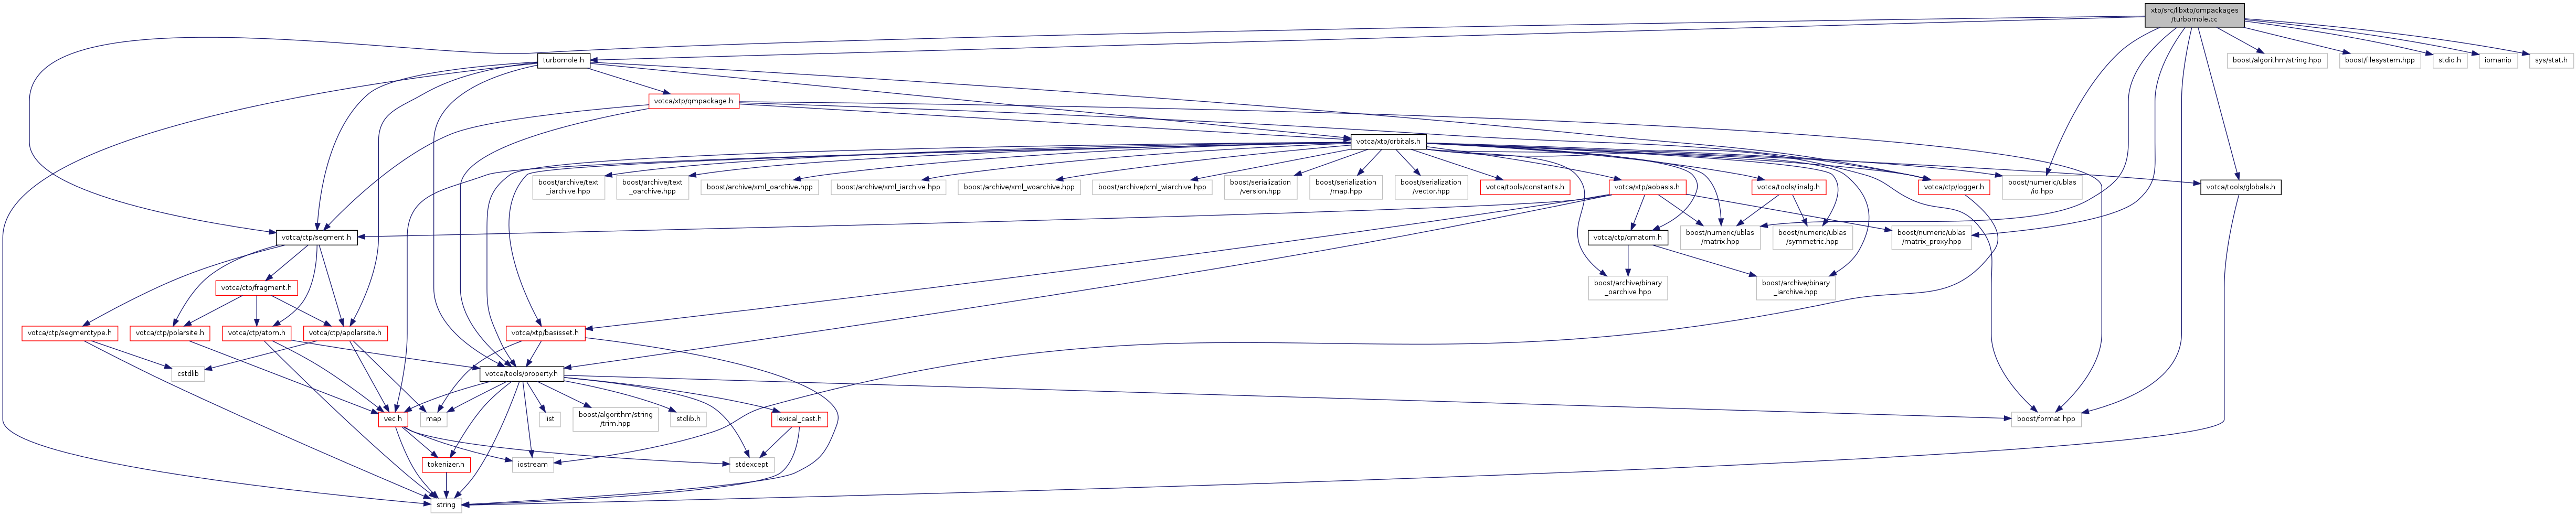 xtp/src/libxtp/qmpackages
/turbomole.cc
turbomole.h
boost/algorithm/string.hpp
boost/filesystem.hpp
stdio.h
iomanip
sys/stat.h
votca/xtp/qmpackage.h
votca/xtp/orbitals.h
boost/archive/text
_iarchive.hpp
boost/archive/text
_oarchive.hpp
boost/archive/xml_oarchive.hpp
boost/archive/xml_iarchive.hpp
boost/archive/xml_woarchive.hpp
boost/archive/xml_wiarchive.hpp
boost/serialization
/version.hpp
boost/serialization
/map.hpp
boost/serialization
/vector.hpp
votca/tools/constants.h
votca/xtp/aobasis.h
votca/tools/linalg.h
votca/ctp/logger.h
boost/numeric/ublas
/io.hpp
votca/tools/globals.h
votca/ctp/segment.h
votca/ctp/qmatom.h
boost/numeric/ublas
/matrix.hpp
boost/numeric/ublas
/symmetric.hpp
boost/numeric/ublas
/matrix_proxy.hpp
votca/ctp/fragment.h
boost/archive/binary
_oarchive.hpp
boost/archive/binary
_iarchive.hpp
votca/ctp/segmenttype.h
votca/ctp/polarsite.h
votca/ctp/atom.h
votca/ctp/apolarsite.h
votca/xtp/basisset.h
cstdlib
votca/tools/property.h
vec.h
map
list
boost/algorithm/string
/trim.hpp
stdlib.h
lexical_cast.h
boost/format.hpp
tokenizer.h
iostream
stdexcept
string